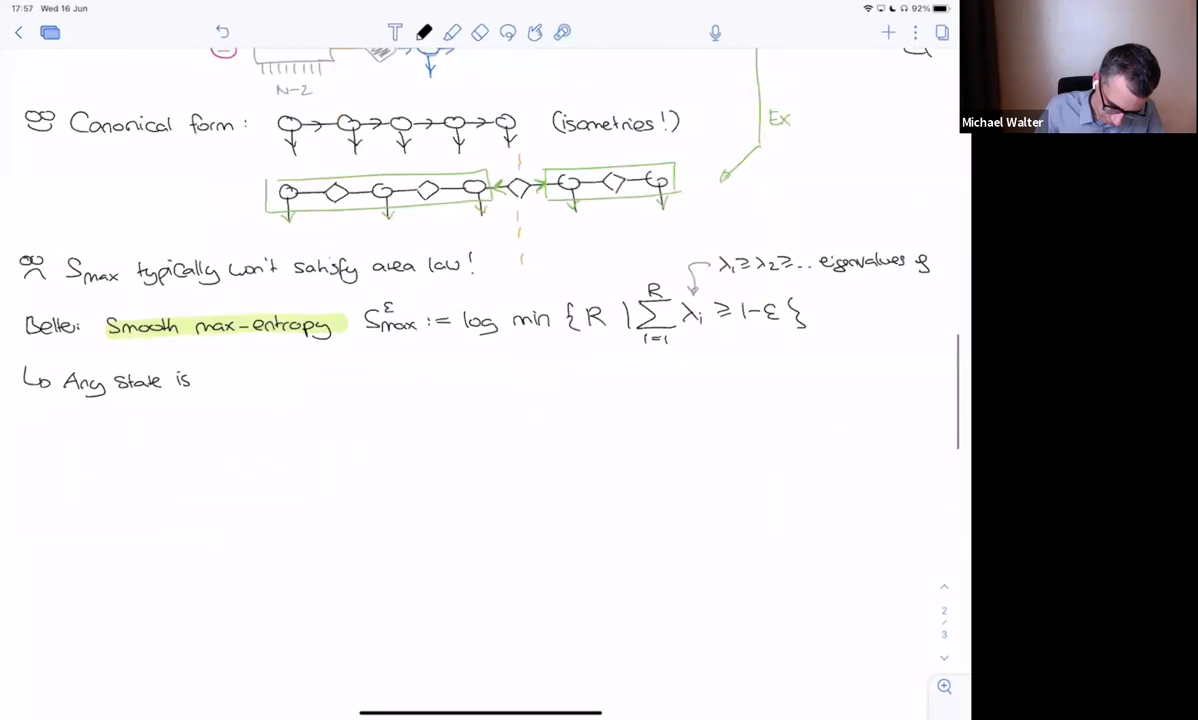 17:57 Wed 16 Jun
92%
N-2
Canonical form: (isometries!)
Ex
Smax typically won't satisfy area law!
λ₁ ≥ λ₂ ≥ ... eigenvalues of
Better: Smooth max-entropy S^ε_max := log min { R | ∑_{i=1}^{R} λᵢ ≥ 1-ε }
↳ Any state is
2
/
3
Michael Walter